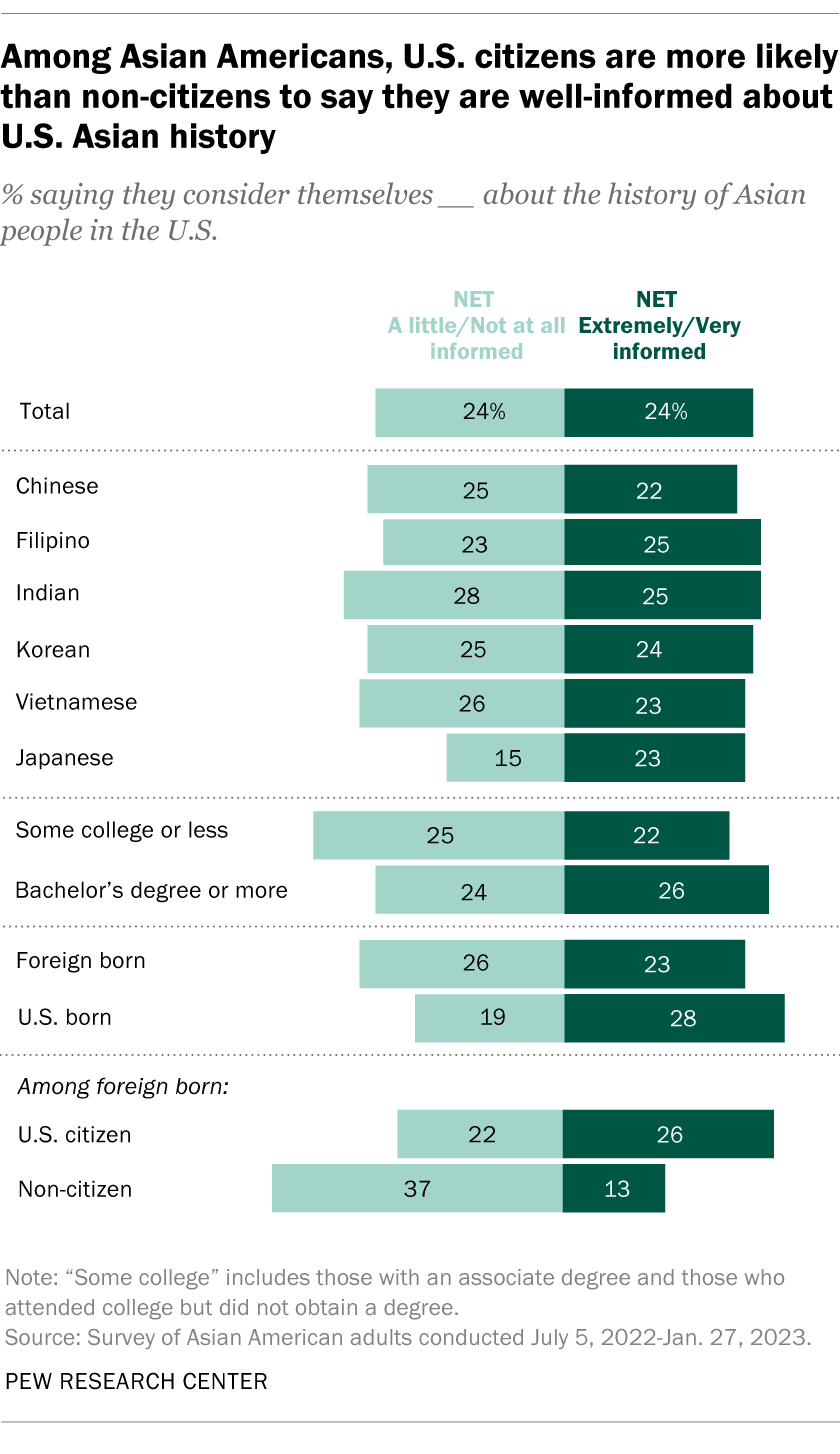 Among Asian Americans, U.S. citizens are more likely
than non-citizens to say they are well-informed about
U.S. Asian history
% saying they consider themselves __ about the history of Asian
people in the U.S.
NET
A little/Not at all
informed
NET
Extremely/Very
informed
Total 24% 24%
Chinese 25 22
Filipino 23 25
Indian 28 25
Korean 25 24
Vietnamese 26 23
Japanese 15 23
Some college or less 25 22
Bachelor’s degree or more 24 26
Foreign born 26 23
U.S. born 19 28
Among foreign born:
U.S. citizen 22 26
Non-citizen 37 13
Note: “Some college” includes those with an associate degree and those who
attended college but did not obtain a degree.
Source: Survey of Asian American adults conducted July 5, 2022-Jan. 27, 2023.
PEW RESEARCH CENTER